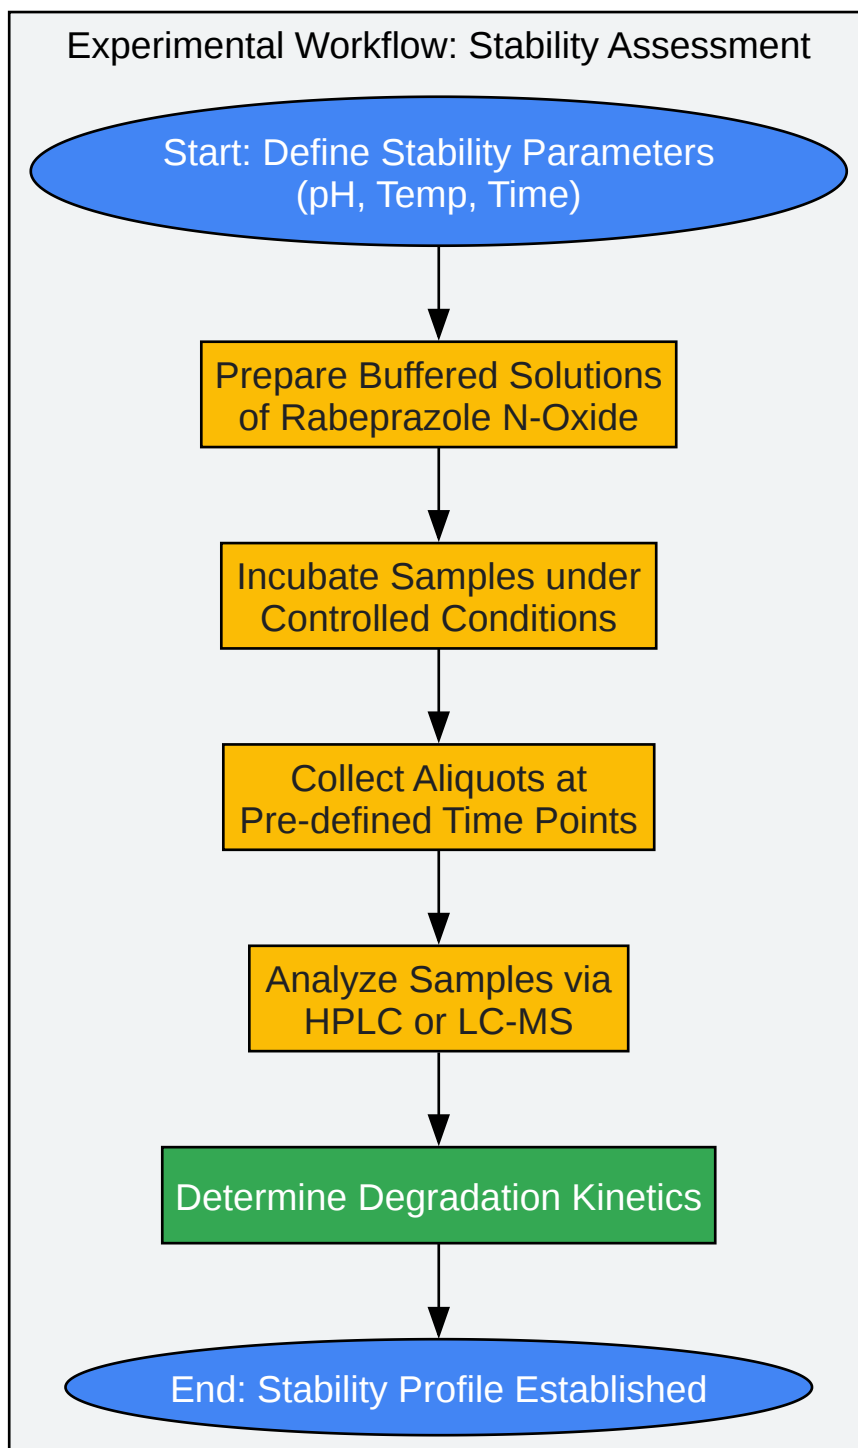 Experimental Workflow: Stability Assessment
Start: Define Stability Parameters
(pH, Temp, Time)
Prepare Buffered Solutions
of Rabeprazole N-Oxide
Incubate Samples under
Controlled Conditions
Collect Aliquots at
Pre-defined Time Points
Analyze Samples via
HPLC or LC-MS
Determine Degradation Kinetics
End: Stability Profile Established